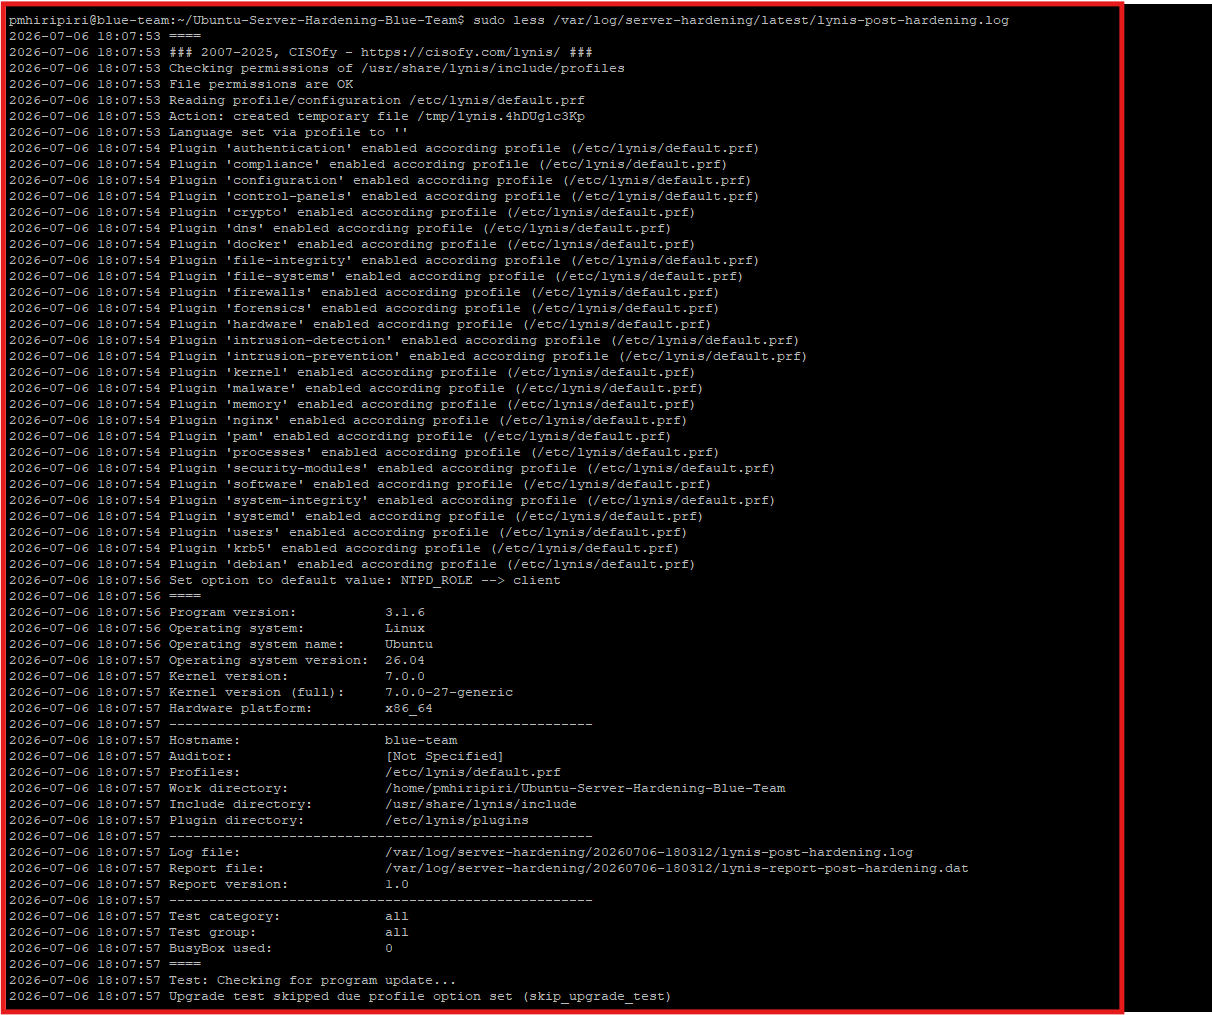 pmhiripiri@blue-team:~/Ubuntu-Server-Hardening-Blue-Team$ sudo less /var/log/server-hardening/latest/lynis-post-hardening.log
2026-07-06 18:07:53 ====
2026-07-06 18:07:53 ### 2007-2025, CISOfy - https://cisofy.com/lynis/ ###
2026-07-06 18:07:53 Checking permissions of /usr/share/lynis/include/profiles
2026-07-06 18:07:53 File permissions are OK
2026-07-06 18:07:53 Reading profile/configuration /etc/lynis/default.prf
2026-07-06 18:07:53 Action: created temporary file /tmp/lynis.4hDUglc3Kp
2026-07-06 18:07:53 Language set via profile to ''
2026-07-06 18:07:54 Plugin 'authentication' enabled according profile (/etc/lynis/default.prf)
2026-07-06 18:07:54 Plugin 'compliance' enabled according profile (/etc/lynis/default.prf)
2026-07-06 18:07:54 Plugin 'configuration' enabled according profile (/etc/lynis/default.prf)
2026-07-06 18:07:54 Plugin 'control-panels' enabled according profile (/etc/lynis/default.prf)
2026-07-06 18:07:54 Plugin 'crypto' enabled according profile (/etc/lynis/default.prf)
2026-07-06 18:07:54 Plugin 'dns' enabled according profile (/etc/lynis/default.prf)
2026-07-06 18:07:54 Plugin 'docker' enabled according profile (/etc/lynis/default.prf)
2026-07-06 18:07:54 Plugin 'file-integrity' enabled according profile (/etc/lynis/default.prf)
2026-07-06 18:07:54 Plugin 'file-systems' enabled according profile (/etc/lynis/default.prf)
2026-07-06 18:07:54 Plugin 'firewalls' enabled according profile (/etc/lynis/default.prf)
2026-07-06 18:07:54 Plugin 'forensics' enabled according profile (/etc/lynis/default.prf)
2026-07-06 18:07:54 Plugin 'hardware' enabled according profile (/etc/lynis/default.prf)
2026-07-06 18:07:54 Plugin 'intrusion-detection' enabled according profile (/etc/lynis/default.prf)
2026-07-06 18:07:54 Plugin 'intrusion-prevention' enabled according profile (/etc/lynis/default.prf)
2026-07-06 18:07:54 Plugin 'kernel' enabled according profile (/etc/lynis/default.prf)
2026-07-06 18:07:54 Plugin 'malware' enabled according profile (/etc/lynis/default.prf)
2026-07-06 18:07:54 Plugin 'memory' enabled according profile (/etc/lynis/default.prf)
2026-07-06 18:07:54 Plugin 'nginx' enabled according profile (/etc/lynis/default.prf)
2026-07-06 18:07:54 Plugin 'pam' enabled according profile (/etc/lynis/default.prf)
2026-07-06 18:07:54 Plugin 'processes' enabled according profile (/etc/lynis/default.prf)
2026-07-06 18:07:54 Plugin 'security-modules' enabled according profile (/etc/lynis/default.prf)
2026-07-06 18:07:54 Plugin 'software' enabled according profile (/etc/lynis/default.prf)
2026-07-06 18:07:54 Plugin 'system-integrity' enabled according profile (/etc/lynis/default.prf)
2026-07-06 18:07:54 Plugin 'systemd' enabled according profile (/etc/lynis/default.prf)
2026-07-06 18:07:54 Plugin 'users' enabled according profile (/etc/lynis/default.prf)
2026-07-06 18:07:54 Plugin 'krb5' enabled according profile (/etc/lynis/default.prf)
2026-07-06 18:07:54 Plugin 'debian' enabled according profile (/etc/lynis/default.prf)
2026-07-06 18:07:56 Set option to default value: NTPD_ROLE --> client
2026-07-06 18:07:56 ====
2026-07-06 18:07:56 Program version:           3.1.6
2026-07-06 18:07:56 Operating system:          Linux
2026-07-06 18:07:56 Operating system name:     Ubuntu
2026-07-06 18:07:57 Operating system version:  26.04
2026-07-06 18:07:57 Kernel version:            7.0.0
2026-07-06 18:07:57 Kernel version (full):     7.0.0-27-generic
2026-07-06 18:07:57 Hardware platform:         x86_64
2026-07-06 18:07:57 -----------------------------------------------------
2026-07-06 18:07:57 Hostname:                  blue-team
2026-07-06 18:07:57 Auditor:                   [Not Specified]
2026-07-06 18:07:57 Profiles:                  /etc/lynis/default.prf
2026-07-06 18:07:57 Work directory:            /home/pmhiripiri/Ubuntu-Server-Hardening-Blue-Team
2026-07-06 18:07:57 Include directory:         /usr/share/lynis/include
2026-07-06 18:07:57 Plugin directory:          /etc/lynis/plugins
2026-07-06 18:07:57 -----------------------------------------------------
2026-07-06 18:07:57 Log file:                  /var/log/server-hardening/20260706-180312/lynis-post-hardening.log
2026-07-06 18:07:57 Report file:               /var/log/server-hardening/20260706-180312/lynis-report-post-hardening.dat
2026-07-06 18:07:57 Report version:            1.0
2026-07-06 18:07:57 -----------------------------------------------------
2026-07-06 18:07:57 Test category:             all
2026-07-06 18:07:57 Test group:                all
2026-07-06 18:07:57 BusyBox used:              0
2026-07-06 18:07:57 ====
2026-07-06 18:07:57 Test: Checking for program update...
2026-07-06 18:07:57 Upgrade test skipped due profile option set (skip_upgrade_test)